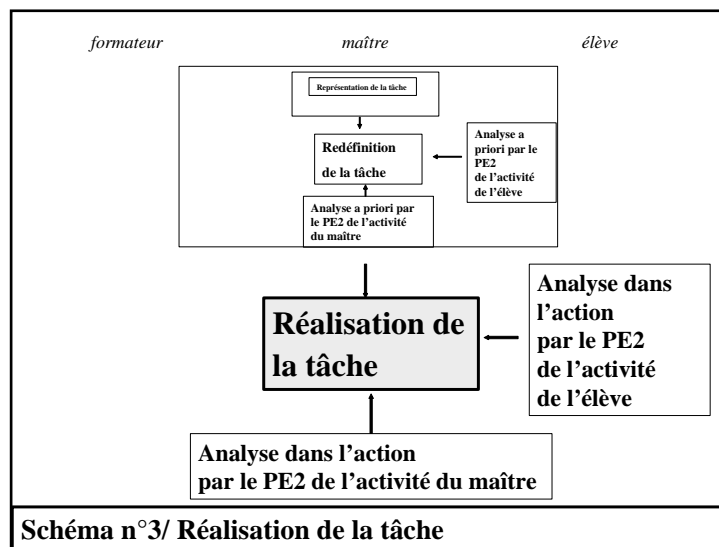 formateur maître élève
Représentation de la tâche
Redéfinition
de la tâche
Analyse a
priori par le
PE2
de l’activité
de l’élève
Analyse a priori par
le PE2 de l’activité
du maître
Réalisation de
la tâche
Analyse dans
l’action
par le PE2
de l’activité
de l’élève
Analyse dans l’action
par le PE2 de l’activité du maître
Schéma n°3/ Réalisation de la tâche